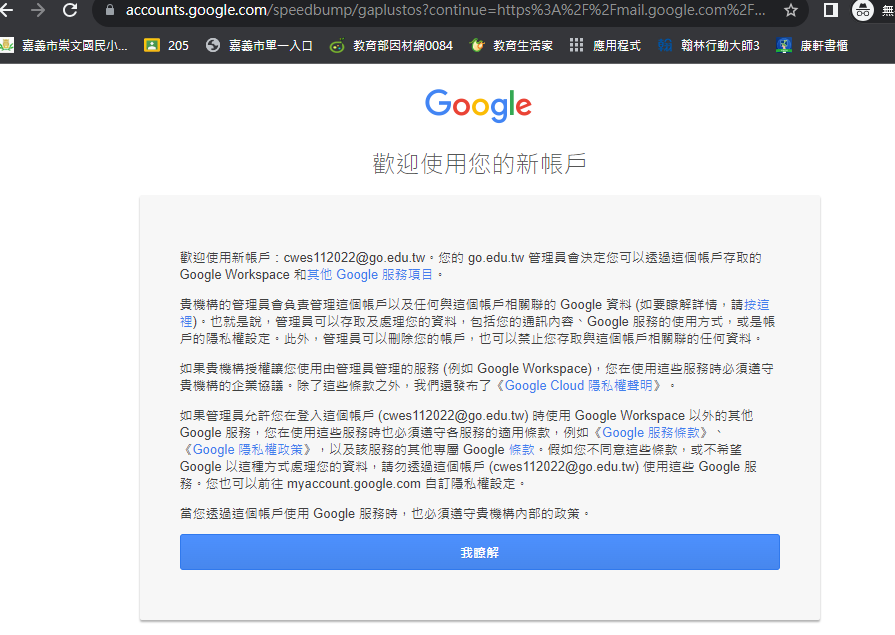 accounts.google.com/speedbump/gaplustos?continue=https%3A%2F%2Fmail.google.com%2F...
無
嘉義市崇文國民小... 205 嘉義市單一入口 教育部因材網0084 教育生活家 應用程式 翰林行動大師3 康軒書櫃
Google
歡迎使用您的新帳戶
歡迎使用新帳戶：cwes112022@go.edu.tw。您的 go.edu.tw 管理員會決定您可以透過這個帳戶存取的
Google Workspace 和其他 Google 服務項目。
貴機構的管理員會負責管理這個帳戶以及任何與這個帳戶相關聯的 Google 資料 (如要瞭解詳情，請按這
裡)。也就是說，管理員可以存取及處理您的資料，包括您的通訊內容、Google 服務的使用方式，或是帳
戶的隱私權設定。此外，管理員可以刪除您的帳戶，也可以禁止您存取與這個帳戶相關聯的任何資料。
如果貴機構授權讓您使用由管理員管理的服務 (例如 Google Workspace)，您在使用這些服務時必須遵守
貴機構的企業協議。除了這些條款之外，我們還發布了《Google Cloud 隱私權聲明》。
如果管理員允許您在登入這個帳戶 (cwes112022@go.edu.tw) 時使用 Google Workspace 以外的其他
Google 服務，您在使用這些服務時也必須遵守各服務的適用條款，例如《Google 服務條款》、
《Google 隱私權政策》，以及該服務的其他專屬 Google 條款。假如您不同意這些條款，或不希望
Google 以這種方式處理您的資料，請勿透過這個帳戶 (cwes112022@go.edu.tw) 使用這些 Google 服
務。您也可以前往 myaccount.google.com 自訂隱私權設定。
當您透過這個帳戶使用 Google 服務時，也必須遵守貴機構內部的政策。
我瞭解